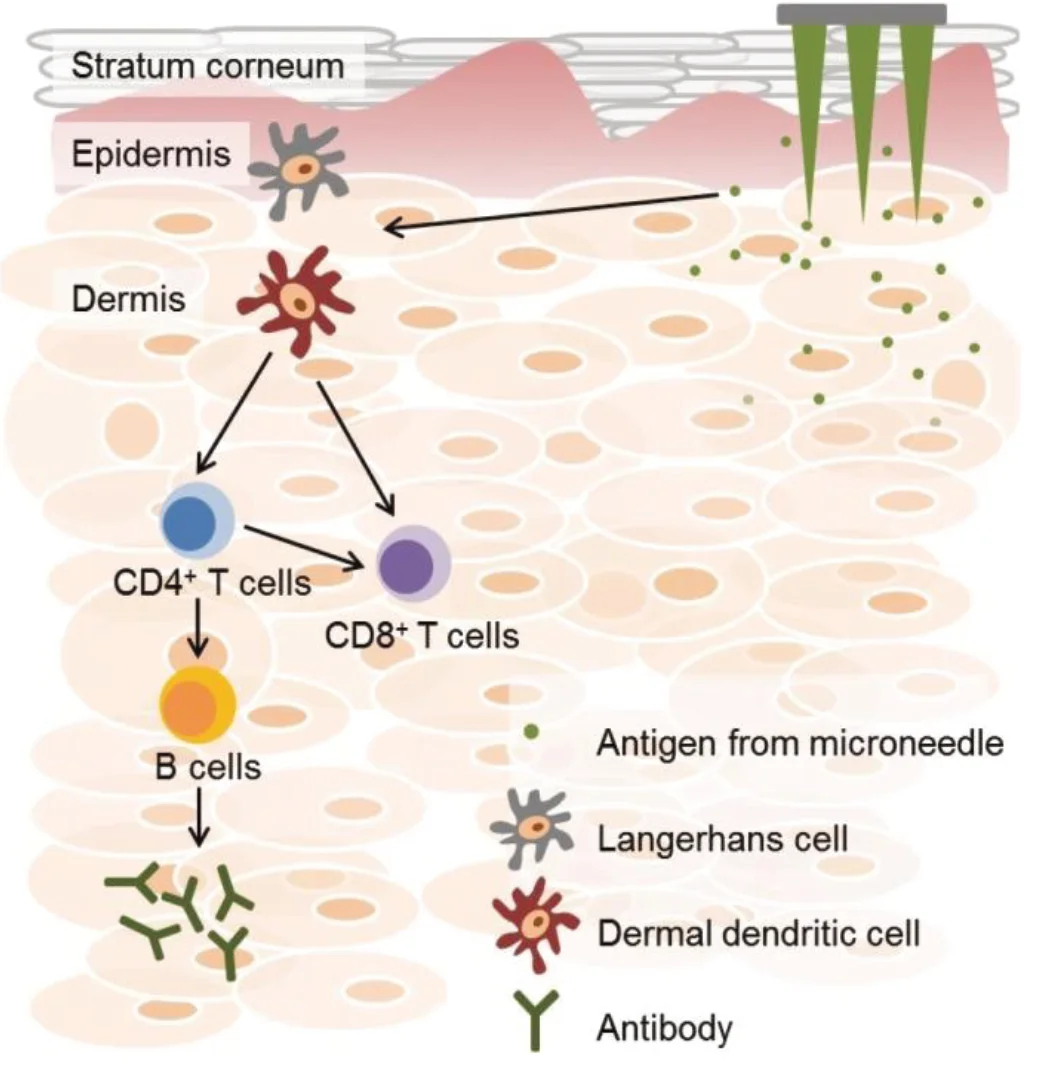 Stratum corneum
Epidermis
Dermis
CD4⁺ T cells
CD8⁺ T cells
B cells
Antigen from microneedle
Langerhans cell
Dermal dendritic cell
Antibody